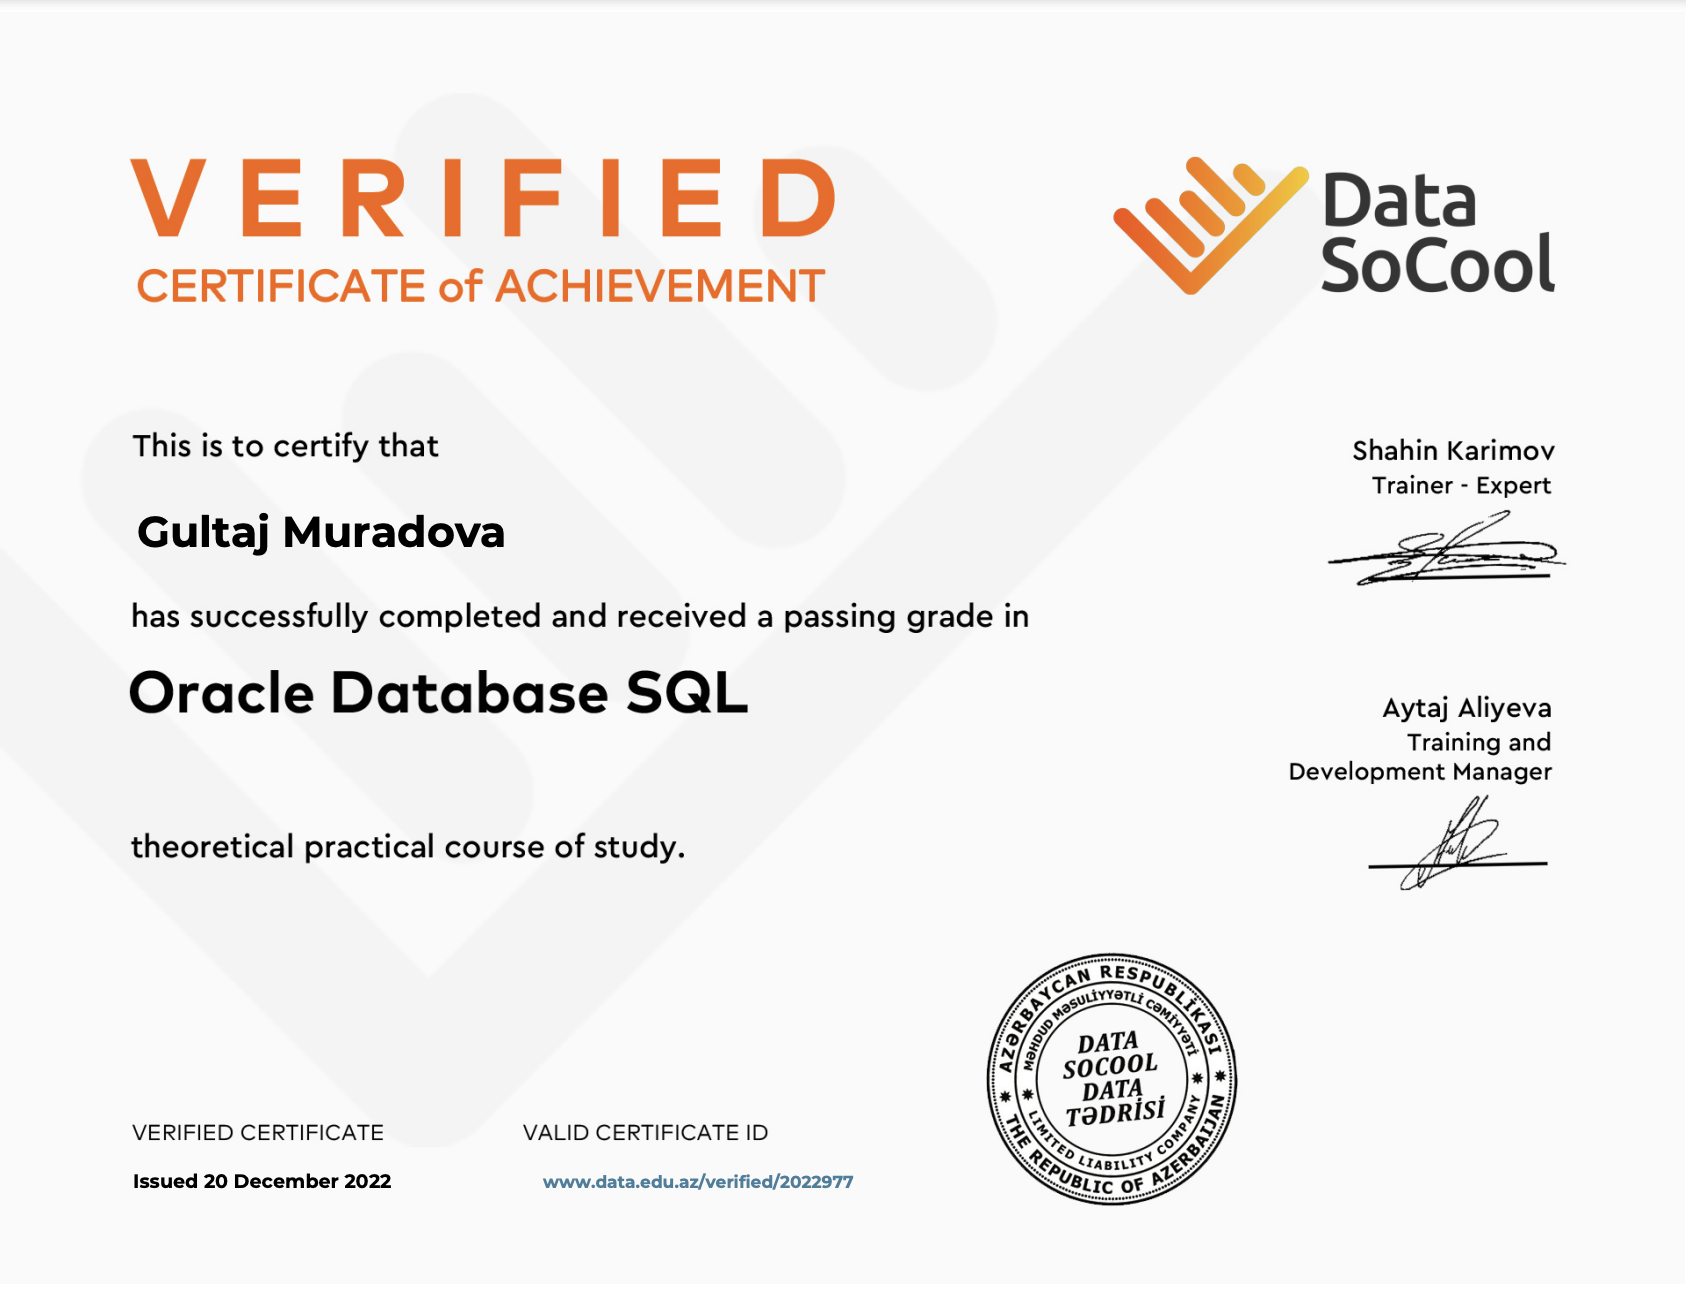 VERIFIED
CERTIFICATE of ACHIEVEMENT
Data
SoCool
This is to certify that
Gultaj Muradova
has successfully completed and received a passing grade in
Oracle Database SQL
theoretical practical course of study.
Shahin Karimov
Trainer - Expert
Aytaj Aliyeva
Training and
Development Manager
AZƏRBAYCAN RESPUBLİKASI
MƏHDUD MƏSULİYYƏTLİ CƏMİYYƏTİ
DATA
SOCOOL
DATA
TƏDRİSİ
LIMITED LIABILITY COMPANY
THE REPUBLIC OF AZERBAIJAN
VERIFIED CERTIFICATE
Issued 20 December 2022
VALID CERTIFICATE ID
www.data.edu.az/verified/2022977